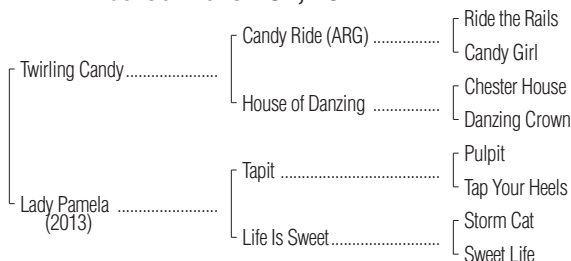 Ride the Rails
Candy Ride (ARG) ................
Candy Girl
Twirling Candy......................
Chester House
House of Danzing ................
Danzing Crown
Pulpit
Tapit ...............................
Tap Your Heels
Lady Pamela ........................
(2013)
Storm Cat
Life Is Sweet..........................
Sweet Life